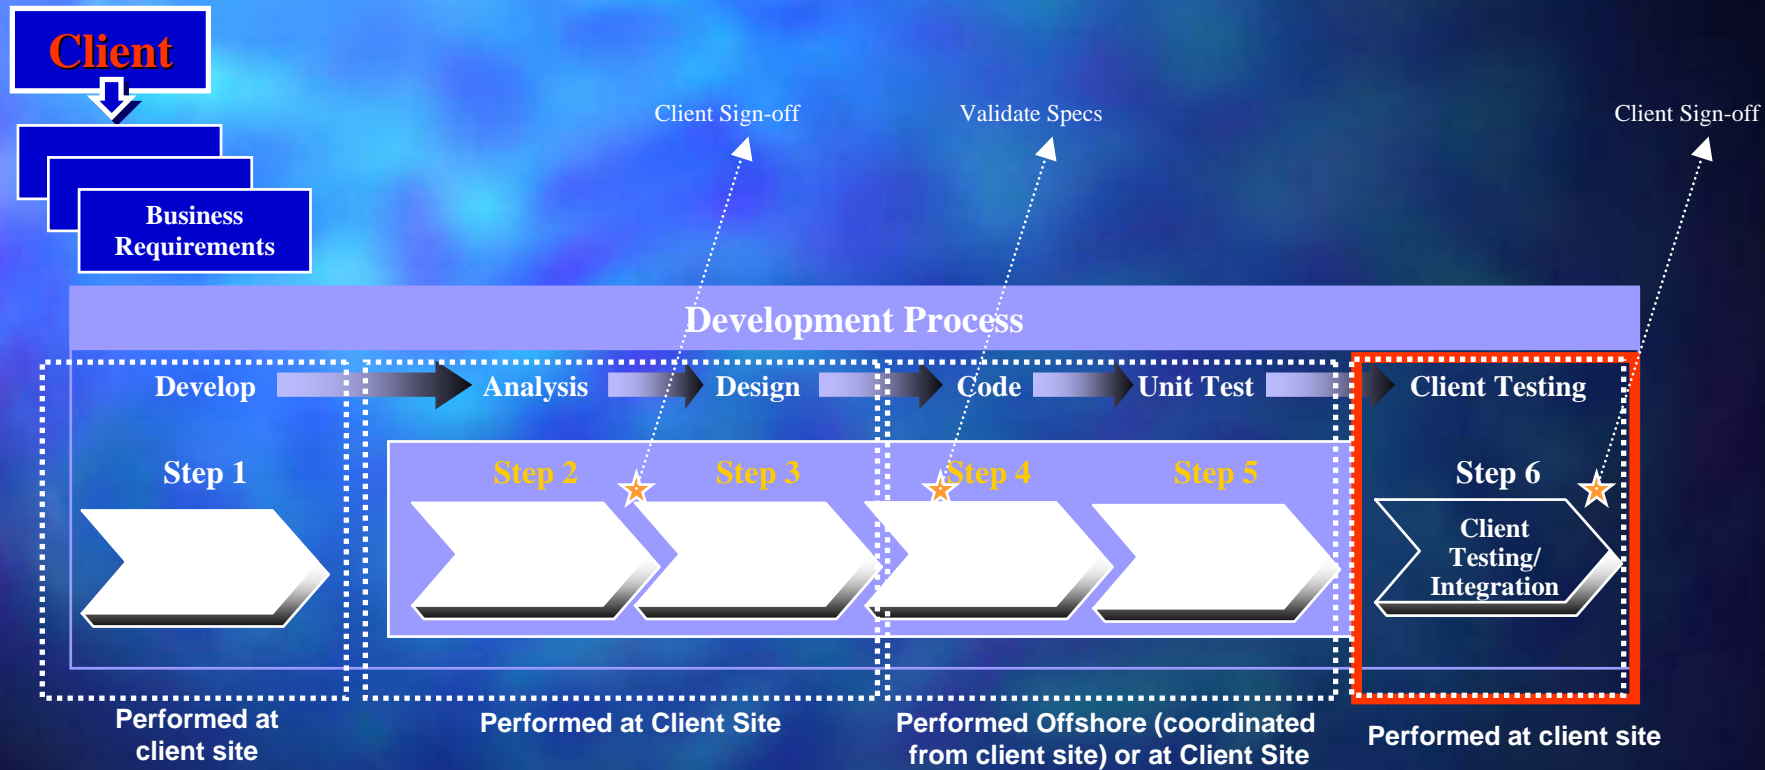 Client
Business
Requirements
Client Sign-off
Validate Specs
Client Sign-off
Development Process
Develop
Analysis
Design
Code
Unit Test
Client Testing
Step 1
Step 2
Step 3
Step 4
Step 5
Step 6
Client
Testing/
Integration
Performed at
client site
Performed at Client Site
Performed Offshore (coordinated
from client site) or at Client Site
Performed at client site